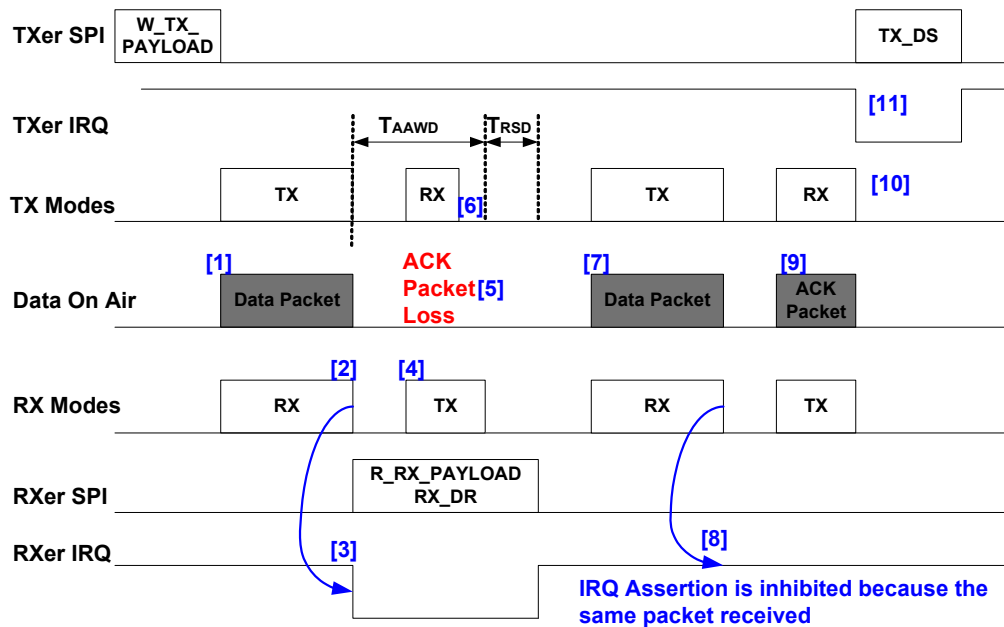 TXer SPI
W_TX_
PAYLOAD
TX_DS
TXer IRQ
[11]
TAAWD
TRSD
TX Modes
TX
RX
[6]
TX
RX
[10]
Data On Air
[1]
Data Packet
ACK
Packet
Loss
[5]
[7]
Data Packet
[9]
ACK
Packet
RX Modes
[2]
RX
[4]
TX
RX
TX
RXer SPI
R_RX_PAYLOAD
RX_DR
RXer IRQ
[3]
[8]
IRQ Assertion is inhibited because the
same packet received